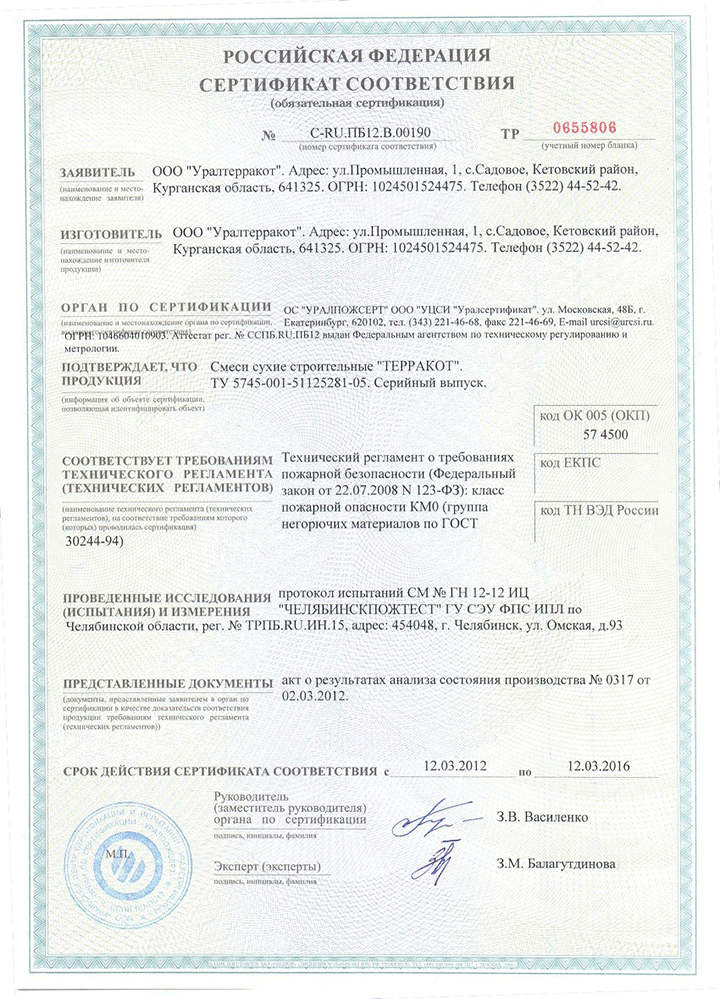 РОССИЙСКАЯ ФЕДЕРАЦИЯ
СЕРТИФИКАТ СООТВЕТСТВИЯ
(обязательная сертификация)
№ C-RU.ПБ12.В.00190 ТР 0655806
(номер сертификата соответствия) (учетный номер бланка)
ЗАЯВИТЕЛЬ ООО "Уралтерракот". Адрес: ул.Промышленная, 1, с.Садовое, Кетовский район,
(наименование и место-
нахождение заявителя)
Курганская область, 641325. ОГРН: 1024501524475. Телефон (3522) 44-52-42.
ИЗГОТОВИТЕЛЬ ООО "Уралтерракот". Адрес: ул.Промышленная, 1, с.Садовое, Кетовский район,
(наименование и место-
нахождение изготовителя
продукции)
Курганская область, 641325. ОГРН: 1024501524475. Телефон (3522) 44-52-42.
ОРГАН ПО СЕРТИФИКАЦИИ ОС "УРАЛПОЖСЕРТ" ООО "УЦСИ "Уралсертификат". ул. Московская, 48Б, г.
(наименование и местонахождение органа по сертификации, Екатеринбург, 620102, тел. (343) 221-46-68, факс 221-46-69, E-mail urcsi@urcsi.ru.
ОГРН: 1046604010903. Аттестат рег. № ССПБ.RU.ПБ12 выдан Федеральным агентством по техническому регулированию и
метрологии.
ПОДТВЕРЖДАЕТ, ЧТО Смеси сухие строительные "ТЕРРАКОТ".
ПРОДУКЦИЯ ТУ 5745-001-51125281-05. Серийный выпуск.
(информация об объекте сертификации,
позволяющая идентифицировать объект)
код ОК 005 (ОКП)
57 4500
код ЕКПС
код ТН ВЭД России
СООТВЕТСТВУЕТ ТРЕБОВАНИЯМ
ТЕХНИЧЕСКОГО РЕГЛАМЕНТА
(ТЕХНИЧЕСКИХ РЕГЛАМЕНТОВ)
(наименование технического регламента (технических
регламентов), на соответствие требованиям которого
(которых) проводилась сертификация)
Технический регламент о требованиях
пожарной безопасности (Федеральный
закон от 22.07.2008 N 123-ФЗ): класс
пожарной опасности КМ0 (группа
негорючих материалов по ГОСТ
30244-94)
ПРОВЕДЕННЫЕ ИССЛЕДОВАНИЯ протокол испытаний СМ № ГН 12-12 ИЦ
(ИСПЫТАНИЯ) И ИЗМЕРЕНИЯ "ЧЕЛЯБИНСКПОЖТЕСТ" ГУ СЭУ ФПС ИПЛ по
Челябинской области, рег. № ТРПБ.RU.ИН.15, адрес: 454048, г. Челябинск, ул. Омская, д.93
ПРЕДСТАВЛЕННЫЕ ДОКУМЕНТЫ акт о результатах анализа состояния производства № 0317 от
02.03.2012.
(документы, представленные заявителем в орган по
сертификации в качестве доказательств соответствия
продукции требованиям технического регламента
(технических регламентов))
СРОК ДЕЙСТВИЯ СЕРТИФИКАТА СООТВЕТСТВИЯ с 12.03.2012 по 12.03.2016
Руководитель
(заместитель руководителя)
органа по сертификации З.В. Василенко
подпись, инициалы, фамилия
М.П.
Эксперт (эксперты) З.М. Балагутдинова
подпись, инициалы, фамилия